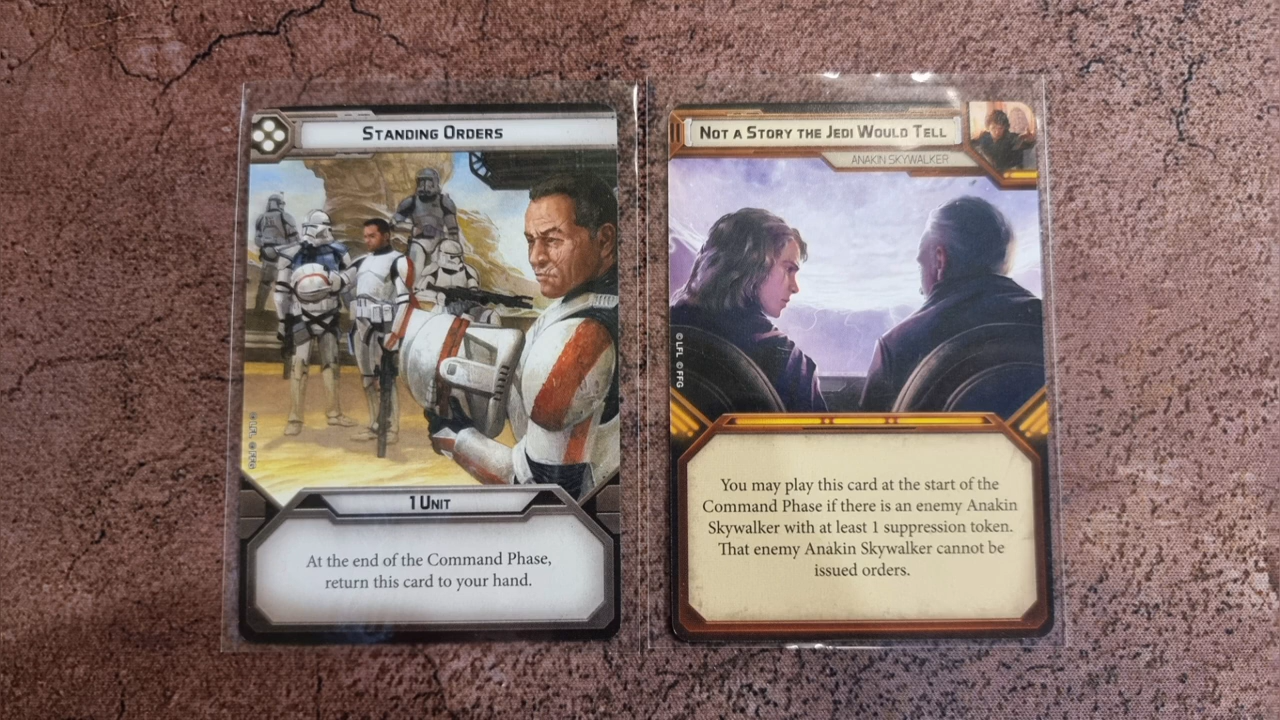 STANDING ORDERS
© LFL © FFG
1 UNIT
At the end of the Command Phase,
return this card to your hand.
NOT A STORY THE JEDI WOULD TELL
ANAKIN SKYWALKER
© LFL © FFG
You may play this card at the start of the
Command Phase if there is an enemy Anakin
Skywalker with at least 1 suppression token.
That enemy Anakin Skywalker cannot be
issued orders.